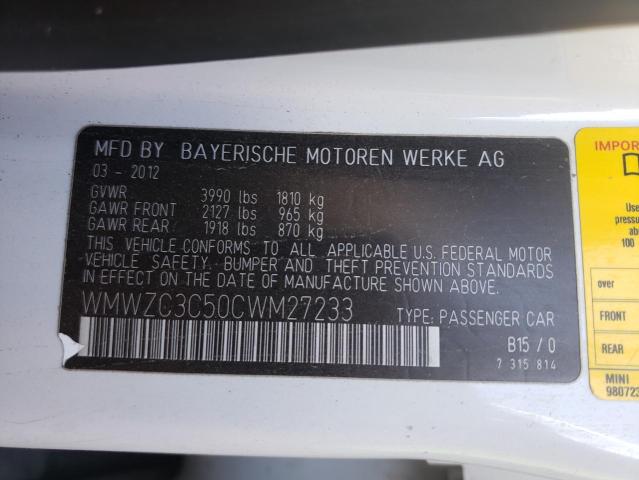 MFD BY BAYERISCHE MOTOREN WERKE AG
03 - 2012
GVWR 3990 lbs 1810 kg
GAWR FRONT 2127 lbs 965 kg
GAWR REAR 1918 lbs 870 kg
THIS VEHICLE CONFORMS TO ALL APPLICABLE U.S. FEDERAL MOTOR
VEHICLE SAFETY, BUMPER AND THEFT PREVENTION STANDARDS
IN EFFECT ON THE DATE OF MANUFACTURE SHOWN ABOVE.
WMWZC3C50CWM27233 TYPE: PASSENGER CAR
B15 / 0
7 315 814
IMPOR
Use
pressu
abo
100
over
FRONT
REAR
MINI
980723